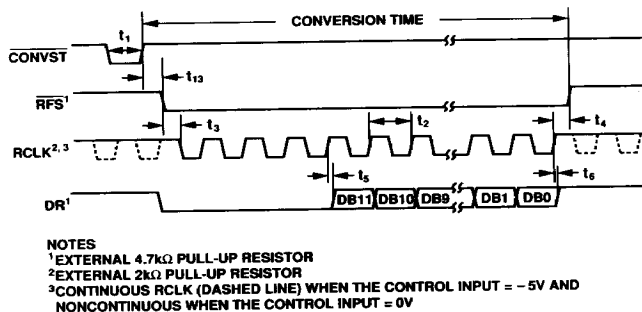 CONVERSION TIME
t1
CONVST
t13
RFS1
t3
t2
t4
RCLK2, 3
t5
t6
DR1
DB11 DB10 DB9 DB1 DB0
NOTES
1EXTERNAL 4.7kΩ PULL-UP RESISTOR
2EXTERNAL 2kΩ PULL-UP RESISTOR
3CONTINUOUS RCLK (DASHED LINE) WHEN THE CONTROL INPUT = –5V AND
NONCONTINUOUS WHEN THE CONTROL INPUT = 0V